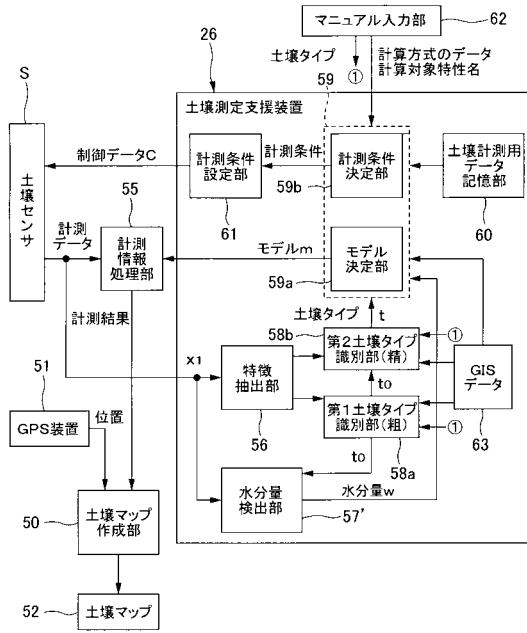 マニュアル入力部
62
26
土壌タイプ
①
計算方式のデータ
計算対象特性名
59
S
土壌測定支援装置
土壌センサ
制御データC
計測条件
設定部
61
計測条件
計測条件
決定部
59b
土壌計測用
データ
記憶部
60
計測
データ
55
計測
情報
処理部
モデルm
モデル
決定部
59a
計測結果
土壌タイプ
t
58b
第2土壌タイプ
識別部(精)
①
x1
特徴
抽出部
56
t0
第1土壌タイプ
識別部(粗)
①
58a
GIS
データ
63
51
GPS装置
位置
t0
水分量
検出部
57'
水分量w
50
土壌マップ
作成部
52
土壌マップ